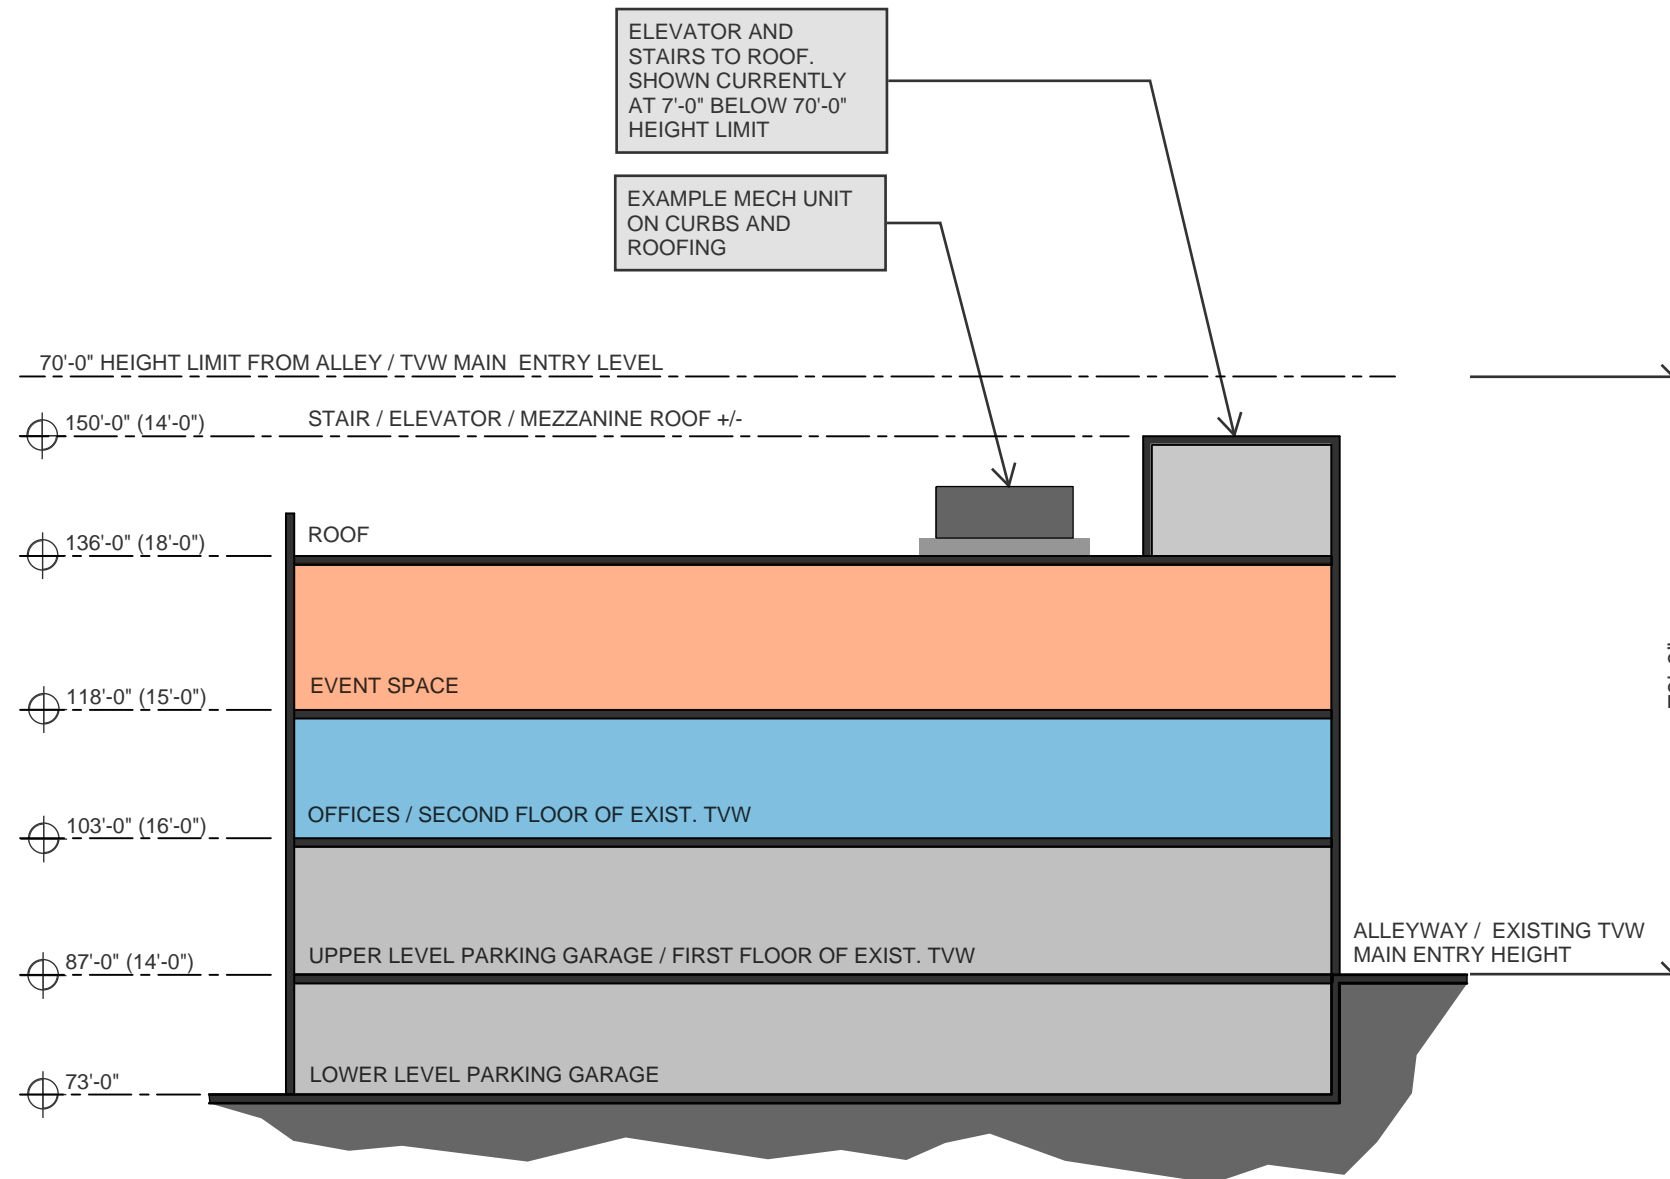 ELEVATOR AND
STAIRS TO ROOF.
SHOWN CURRENTLY
AT 7'-0" BELOW 70'-0"
HEIGHT LIMIT
EXAMPLE MECH UNIT
ON CURBS AND
ROOFING
70'-0" HEIGHT LIMIT FROM ALLEY / TVW MAIN ENTRY LEVEL
150'-0" (14'-0")
STAIR / ELEVATOR / MEZZANINE ROOF +/-
136'-0" (18'-0")
ROOF
EVENT SPACE
118'-0" (15'-0")
OFFICES / SECOND FLOOR OF EXIST. TVW
103'-0" (16'-0")
ALLEYWAY / EXISTING TVW
MAIN ENTRY HEIGHT
UPPER LEVEL PARKING GARAGE / FIRST FLOOR OF EXIST. TVW
87'-0" (14'-0")
LOWER LEVEL PARKING GARAGE
73'-0"